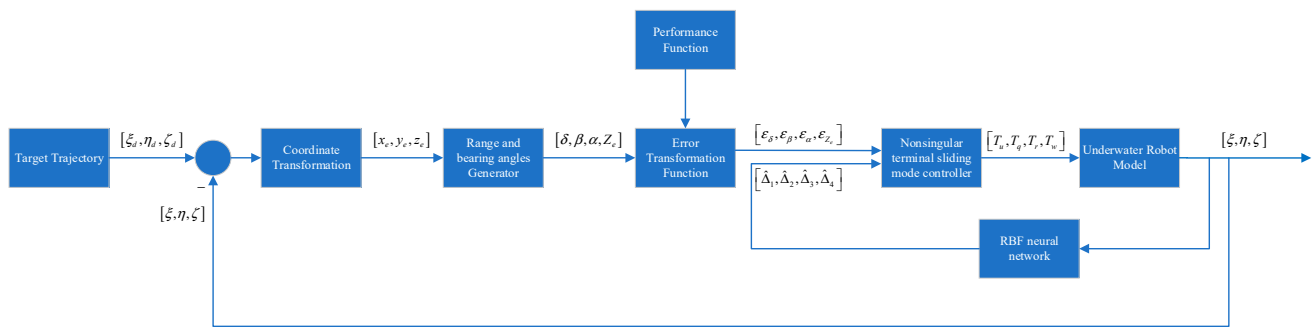 Performance
Function
Target Trajectory
[ξ_d, η_d, ζ_d]
−
[ξ, η, ζ]
Coordinate
Transformation
[x_e, y_e, z_e]
Range and
bearing angles
Generator
[δ, β, α, Z_e]
Error
Transformation
Function
[ε_δ, ε_β, ε_α, ε_{Z_e}]
[Δ̂_1, Δ̂_2, Δ̂_3, Δ̂_4]
Nonsingular
terminal sliding
mode controller
[T_u, T_q, T_r, T_w]
Underwater Robot
Model
[ξ, η, ζ]
RBF neural
network